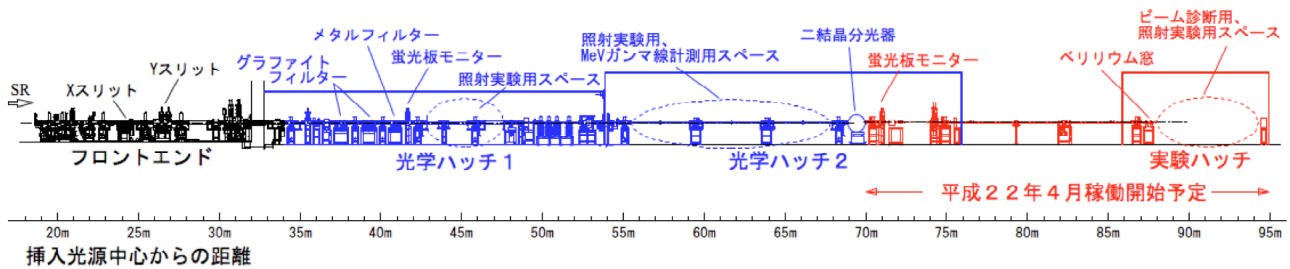 SR
Xスリット
Yスリット
フロントエンド
グラファイト
フィルター
メタルフィルター
蛍光板モニター
照射実験用スペース
光学ハッチ１
照射実験用、
MeVガンマ線計測用スペース
光学ハッチ２
二結晶分光器
蛍光板モニター
ベリリウム窓
ビーム診断用、
照射実験用スペース
実験ハッチ
平成２２年４月稼働開始予定
20m 25m 30m 35m 40m 45m 50m 55m 60m 65m 70m 75m 80m 85m 90m 95m
挿入光源中心からの距離